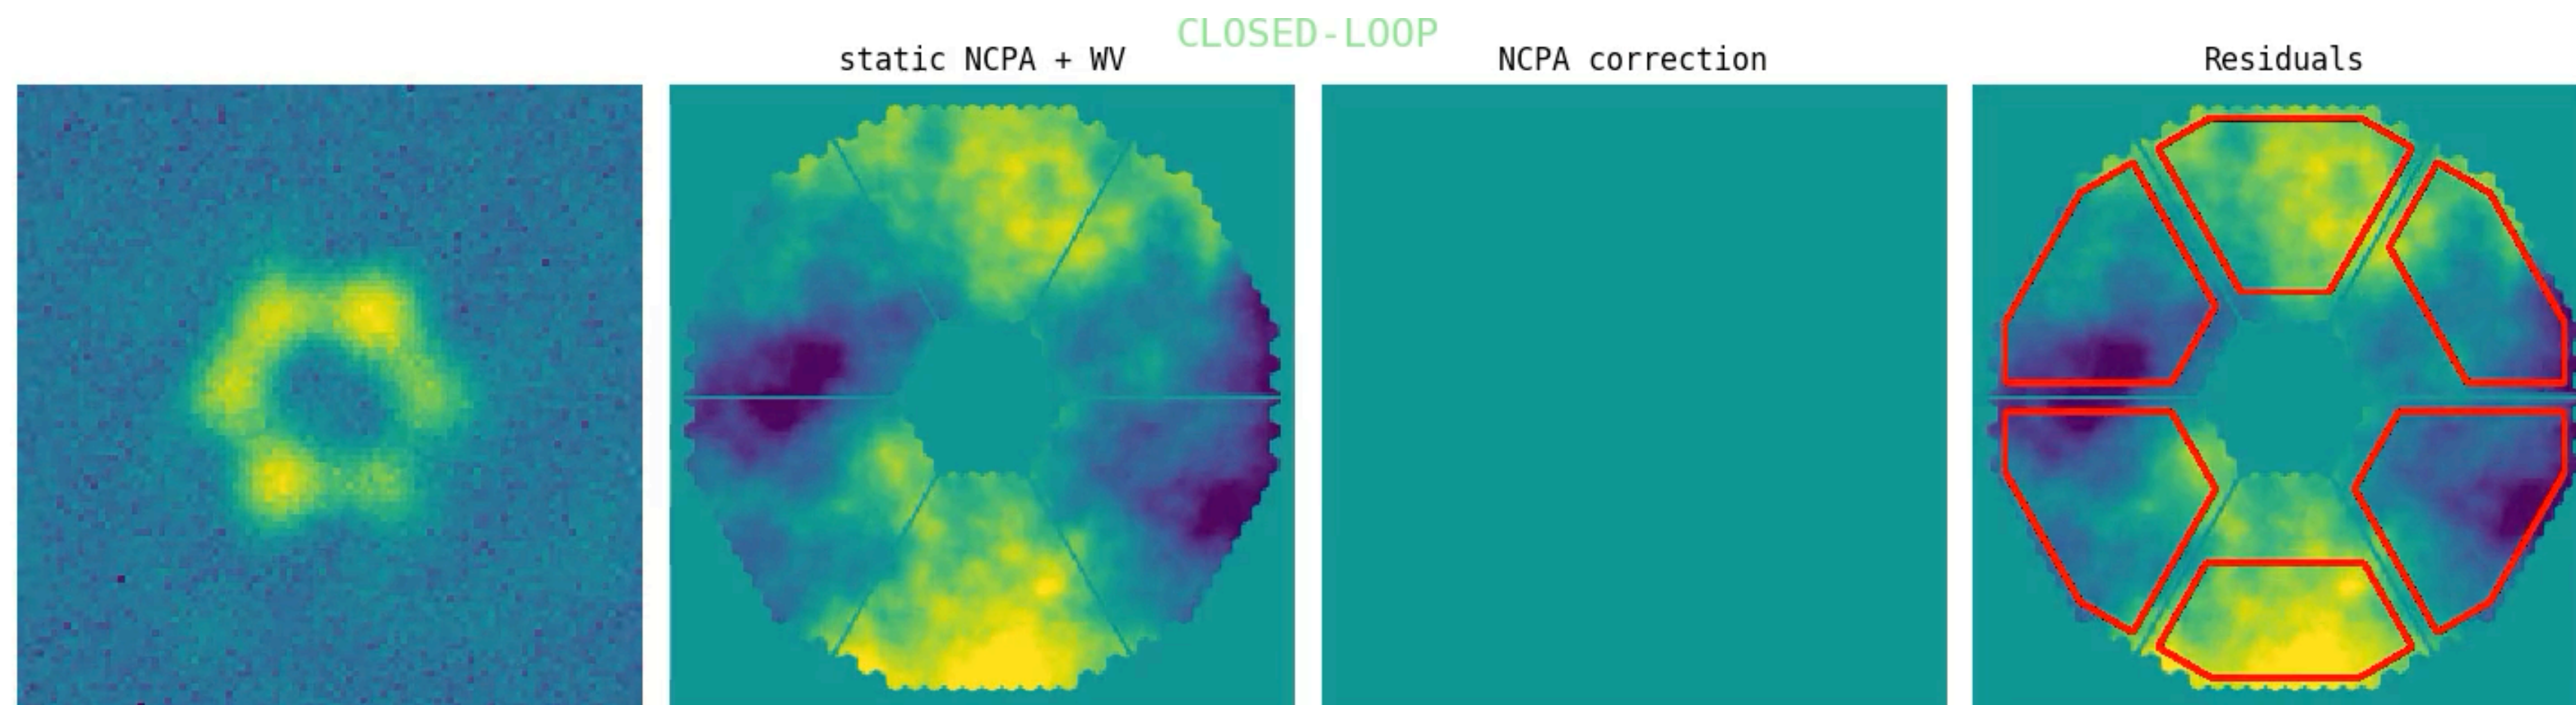 CLOSED-LOOP
static NCPA + WV
NCPA correction
Residuals